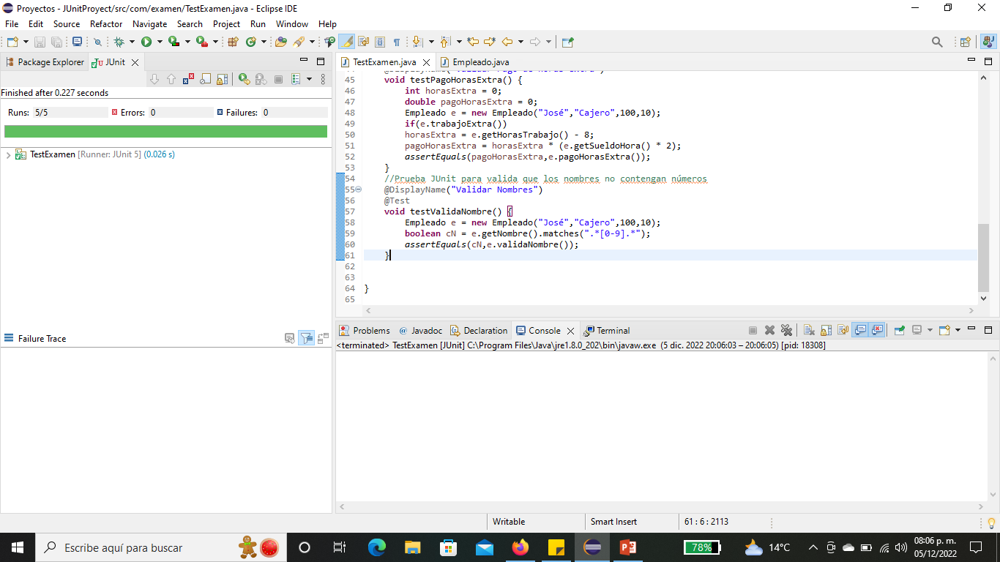 Proyectos - JUnitProyect/src/com/examen/TestExamen.java - Eclipse IDE
File Edit Source Refactor Navigate Search Project Run Window Help
Package Explorer JUnit
Finished after 0.227 seconds
Runs: 5/5 Errors: 0 Failures: 0
TestExamen [Runner: JUnit 5] (0.026 s)
Failure Trace
TestExamen.java Empleado.java
45 void testPagoHorasExtra() {
46 int horasExtra = 0;
47 double pagoHorasExtra = 0;
48 Empleado e = new Empleado("José","Cajero",100,10);
49 if(e.trabajoExtra())
50 horasExtra = e.getHorasTrabajo() - 8;
51 pagoHorasExtra = horasExtra * (e.getSueldoHora() * 2);
52 assertEquals(pagoHorasExtra,e.pagoHorasExtra());
53 }
54 //Prueba JUnit para valida que los nombres no contengan números
55 @DisplayName("Validar Nombres")
56 @Test
57 void testValidaNombre() {
58 Empleado e = new Empleado("José","Cajero",100,10);
59 boolean cN = e.getNombre().matches(".*[0-9].*");
60 assertEquals(cN,e.validaNombre());
61 }
62
63
64 }
65
Problems @ Javadoc Declaration Console Terminal
<terminated> TestExamen [JUnit] C:\Program Files\Java\jre1.8.0_202\bin\javaw.exe (5 dic. 2022 20:06:03 – 20:06:05) [pid: 18308]
Writable Smart Insert 61 : 6 : 2113
Escribe aquí para buscar
78% 14°C 08:06 p. m.
05/12/2022